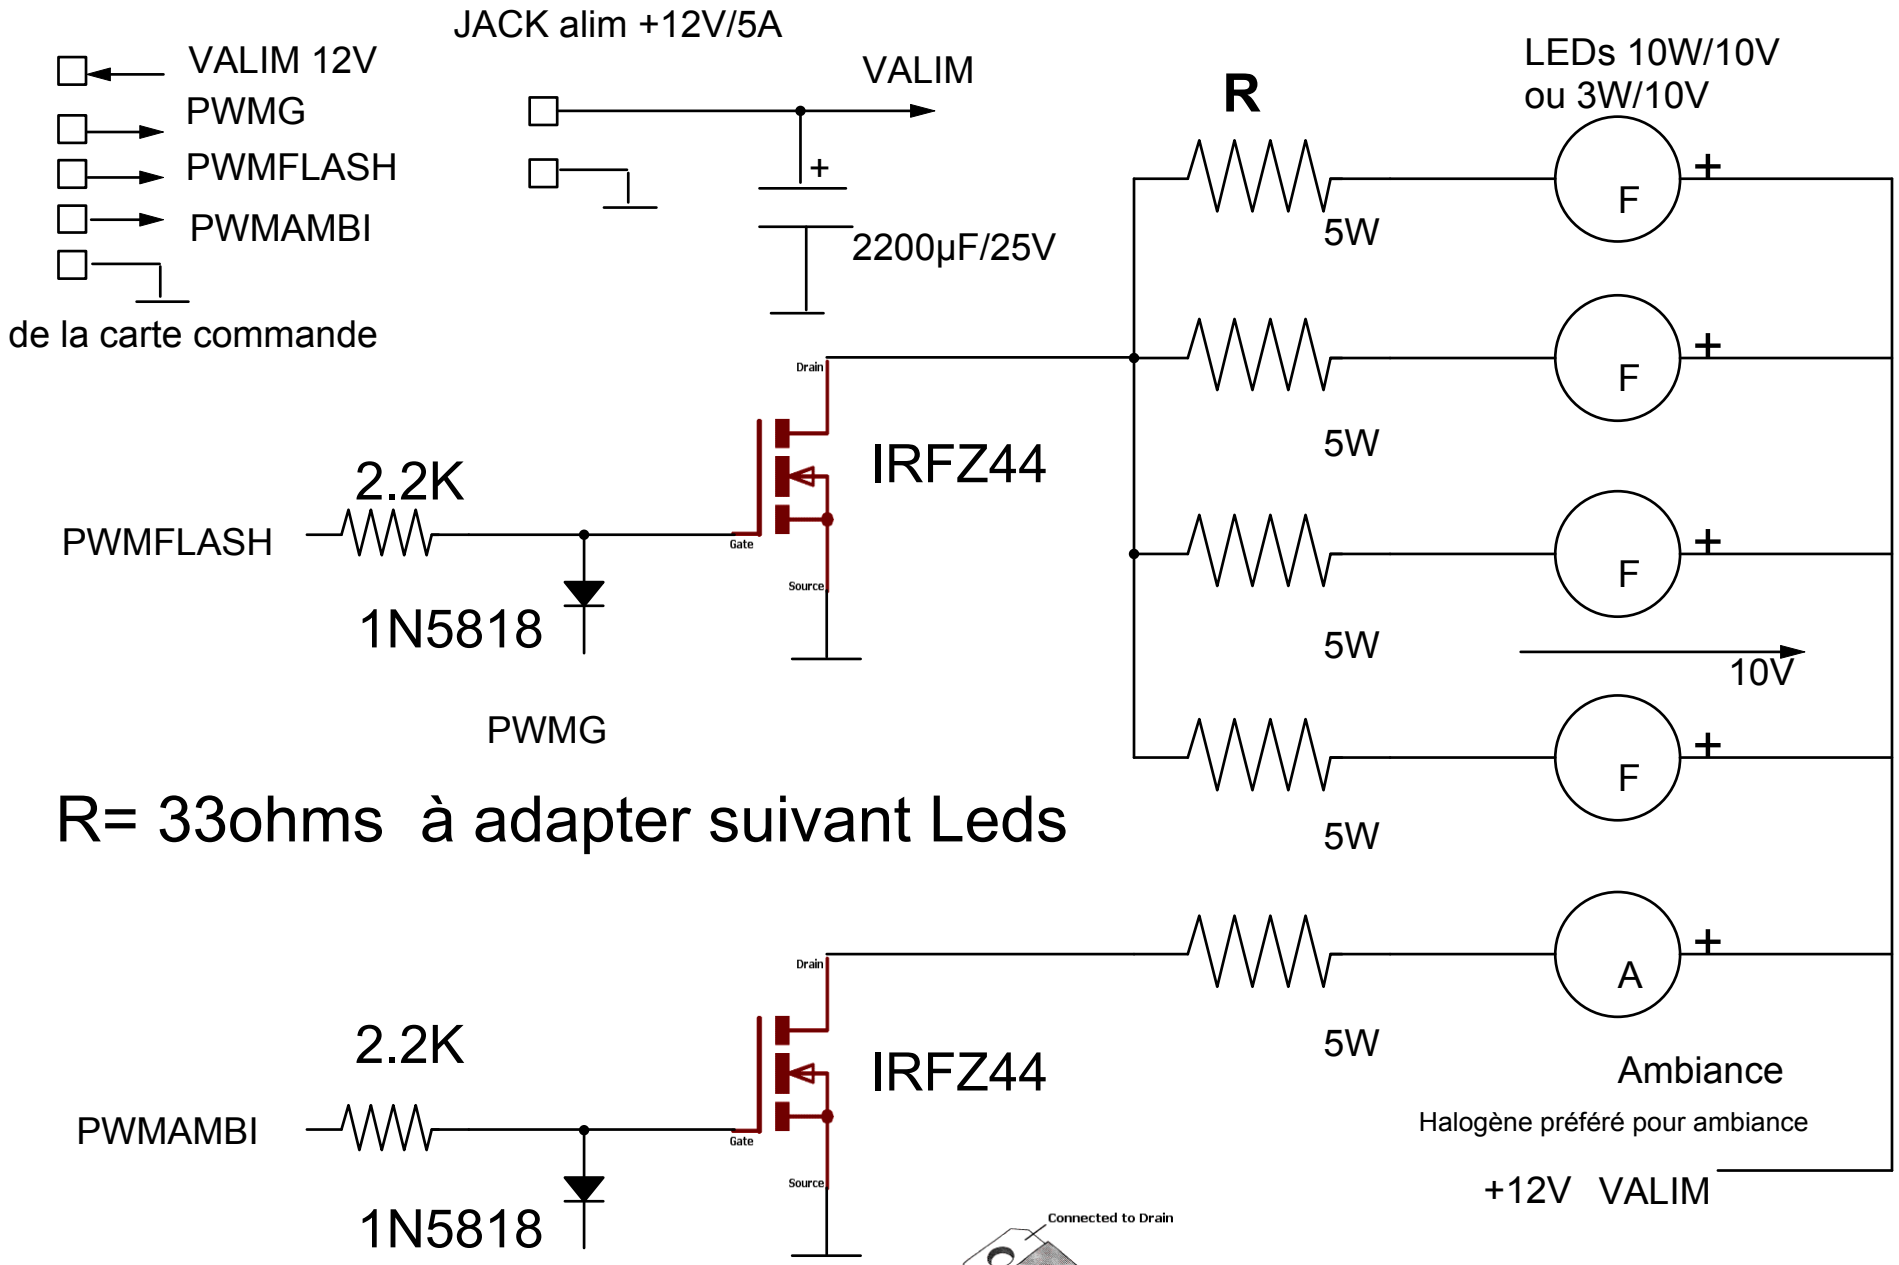 JACK alim +12V/5A
VALIM 12V
PWMG
PWMFLASH
PWMAMBI
de la carte commande
VALIM
+
2200µF/25V
R
LEDs 10W/10V
ou 3W/10V
F
+
5W
F
+
5W
F
+
5W
10V
F
+
5W
Drain
IRFZ44
2.2K
PWMFLASH
Gate
Source
1N5818
PWMG
R= 33ohms à adapter suivant Leds
Drain
IRFZ44
2.2K
PWMAMBI
Gate
Source
1N5818
A
+
5W
Ambiance
Halogène préféré pour ambiance
+12V VALIM
Connected to Drain